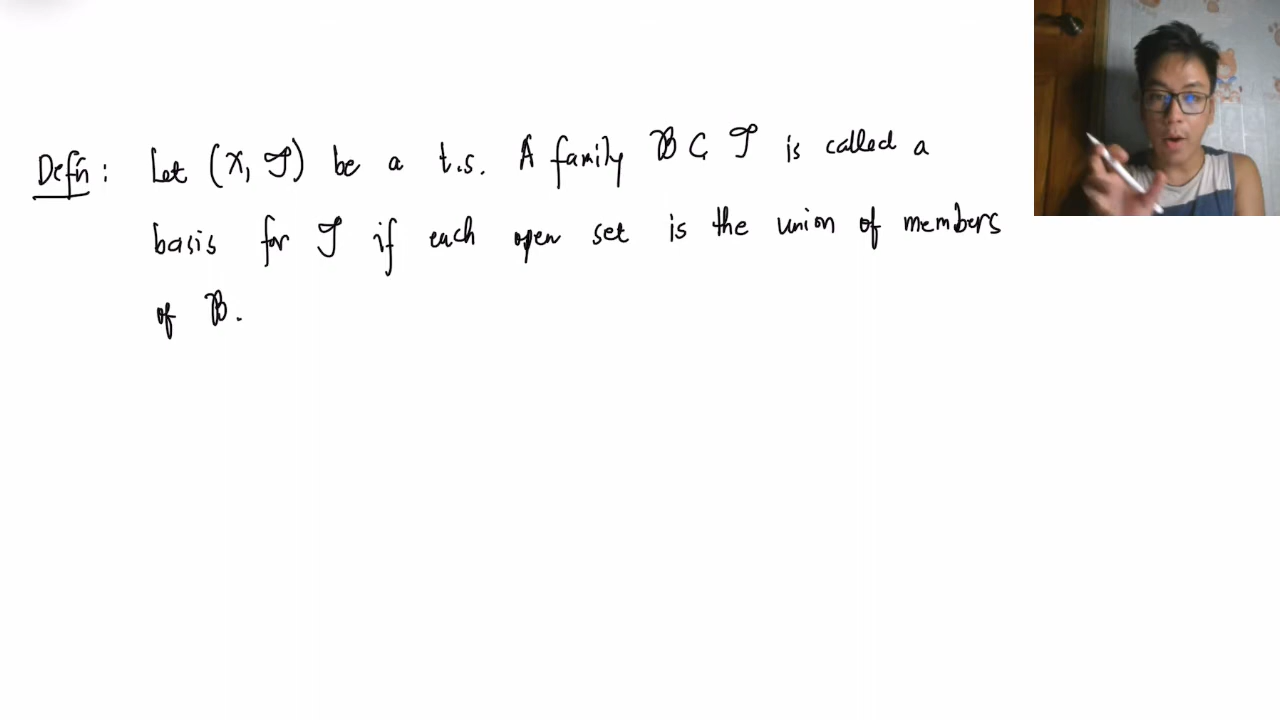 Defn: Let (X, 𝒯) be a t.s. A family ℬ ⊂ 𝒯 is called a
basis for 𝒯 if each open set is the union of members
of ℬ.